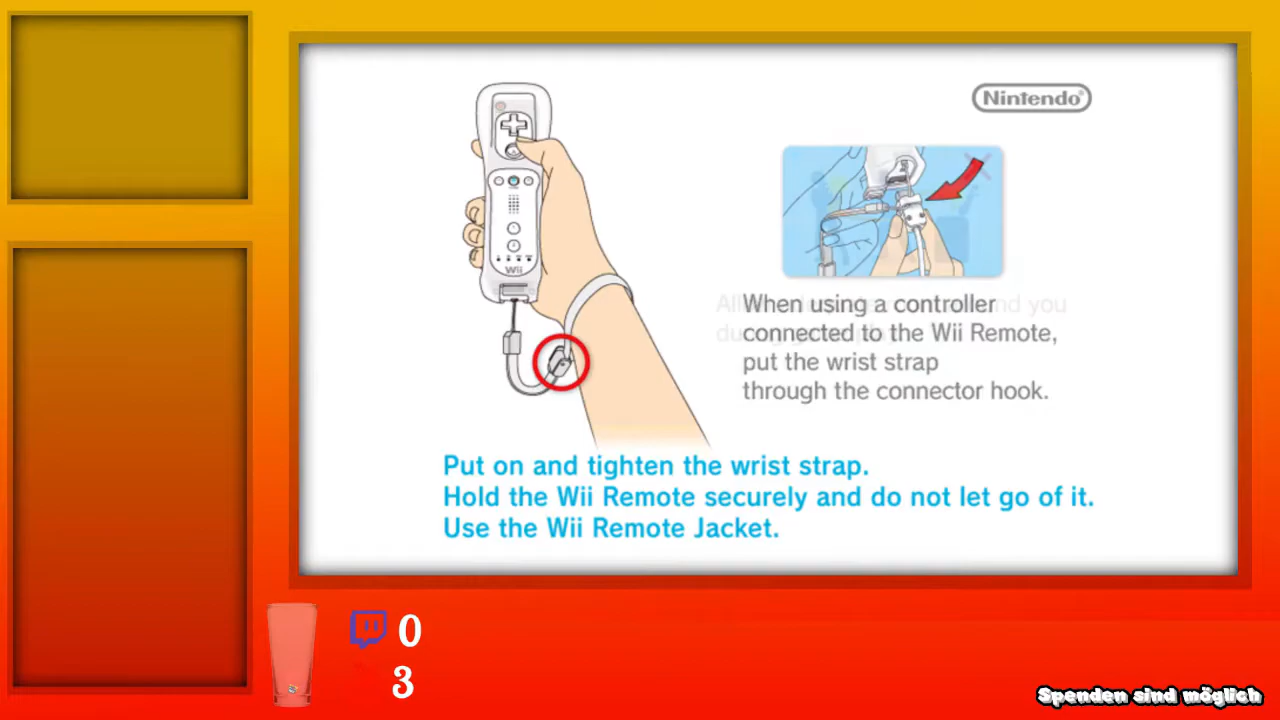 Nintendo®
Wii
When using a controller
connected to the Wii Remote,
put the wrist strap
through the connector hook.
Put on and tighten the wrist strap.
Hold the Wii Remote securely and do not let go of it.
Use the Wii Remote Jacket.
0
3
Spenden sind möglich